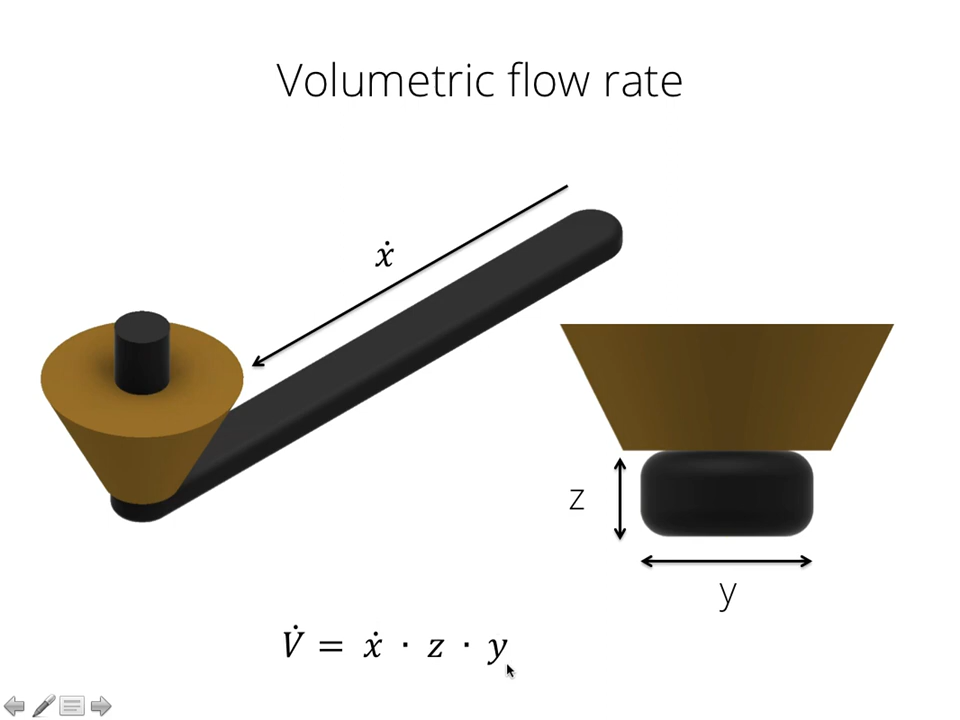 Volumetric flow rate
ẋ
z
y
V̇ = ẋ · z · y